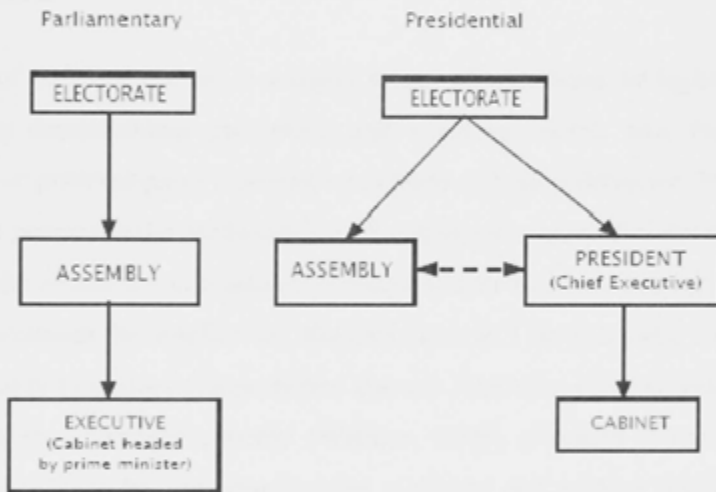 Parliamentary
Presidential
ELECTORATE
ELECTORATE
ASSEMBLY
ASSEMBLY
PRESIDENT
(Chief Executive)
EXECUTIVE
(Cabinet headed
by prime minister)
CABINET